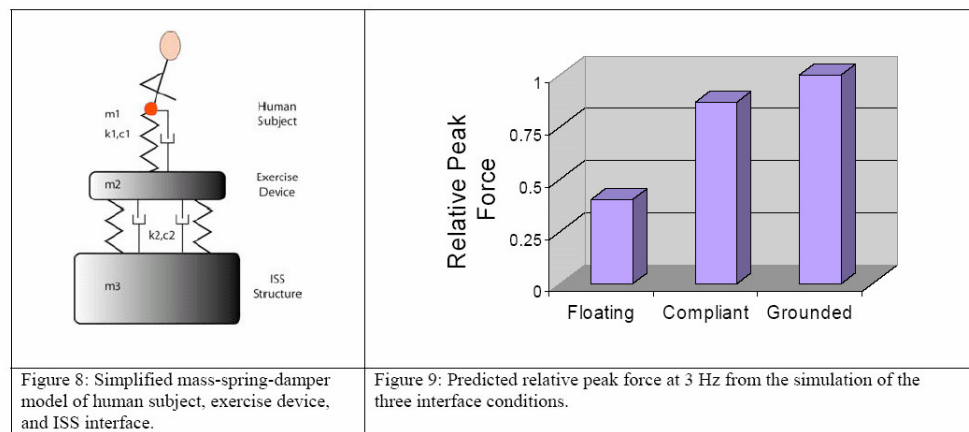 m1
k1,c1
Human
Subject
m2
Exercise
Device
k2,c2
m3
ISS
Structure
Figure 8: Simplified mass-spring-damper
model of human subject, exercise device,
and ISS interface.
Relative Peak
Force
1
0.75
0.5
0.25
0
Floating Compliant Grounded
Figure 9: Predicted relative peak force at 3 Hz from the simulation of the
three interface conditions.